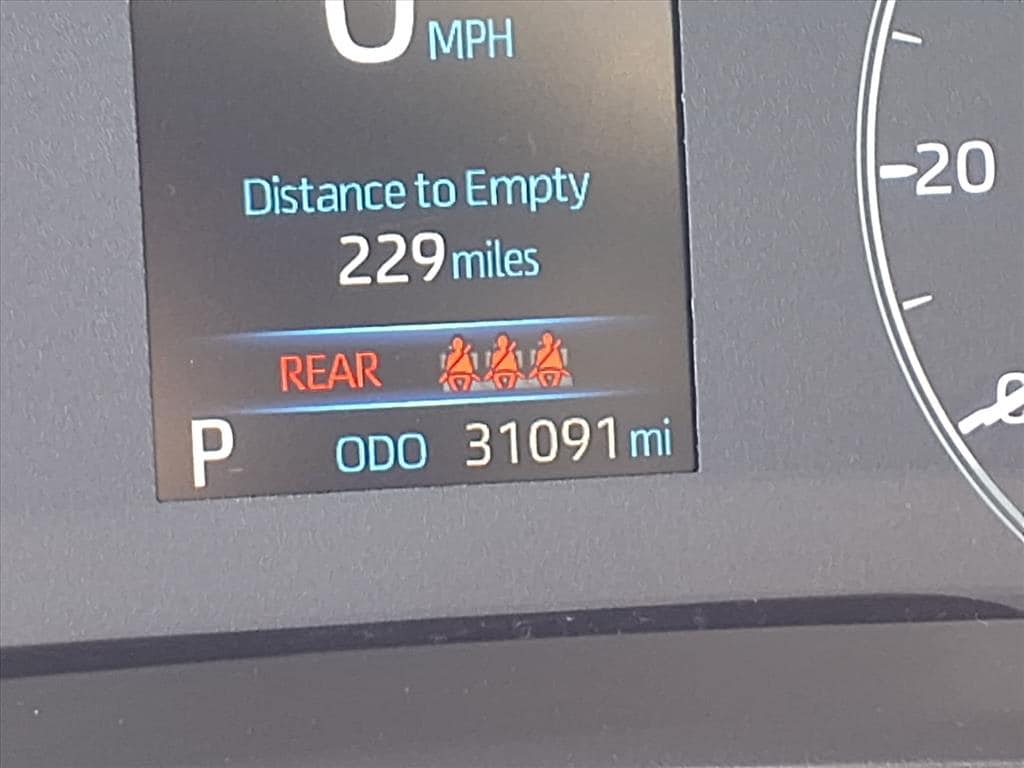 0 MPH
20
Distance to Empty
229 miles
REAR
P ODO 31091 mi